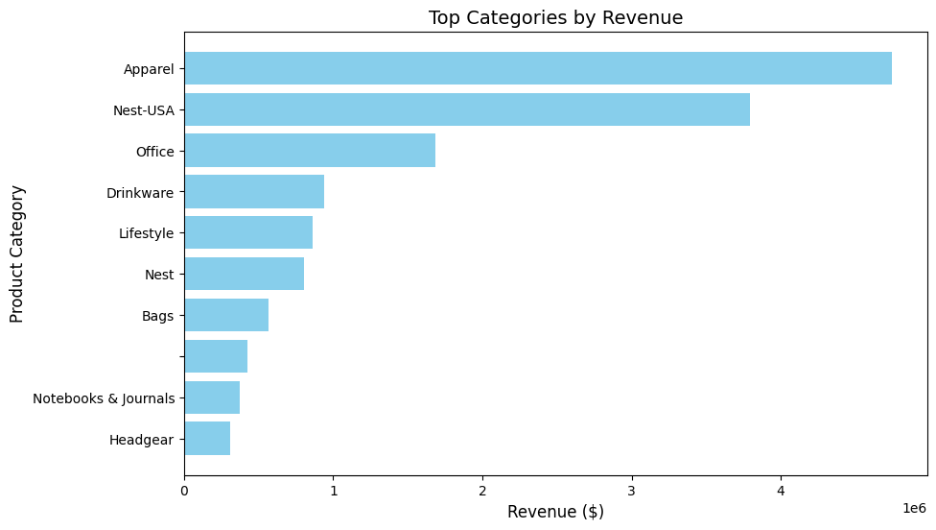 Top Categories by Revenue
Product Category
Apparel
Nest-USA
Office
Drinkware
Lifestyle
Nest
Bags
Notebooks & Journals
Headgear
0 1 2 3 4
1e6
Revenue ($)